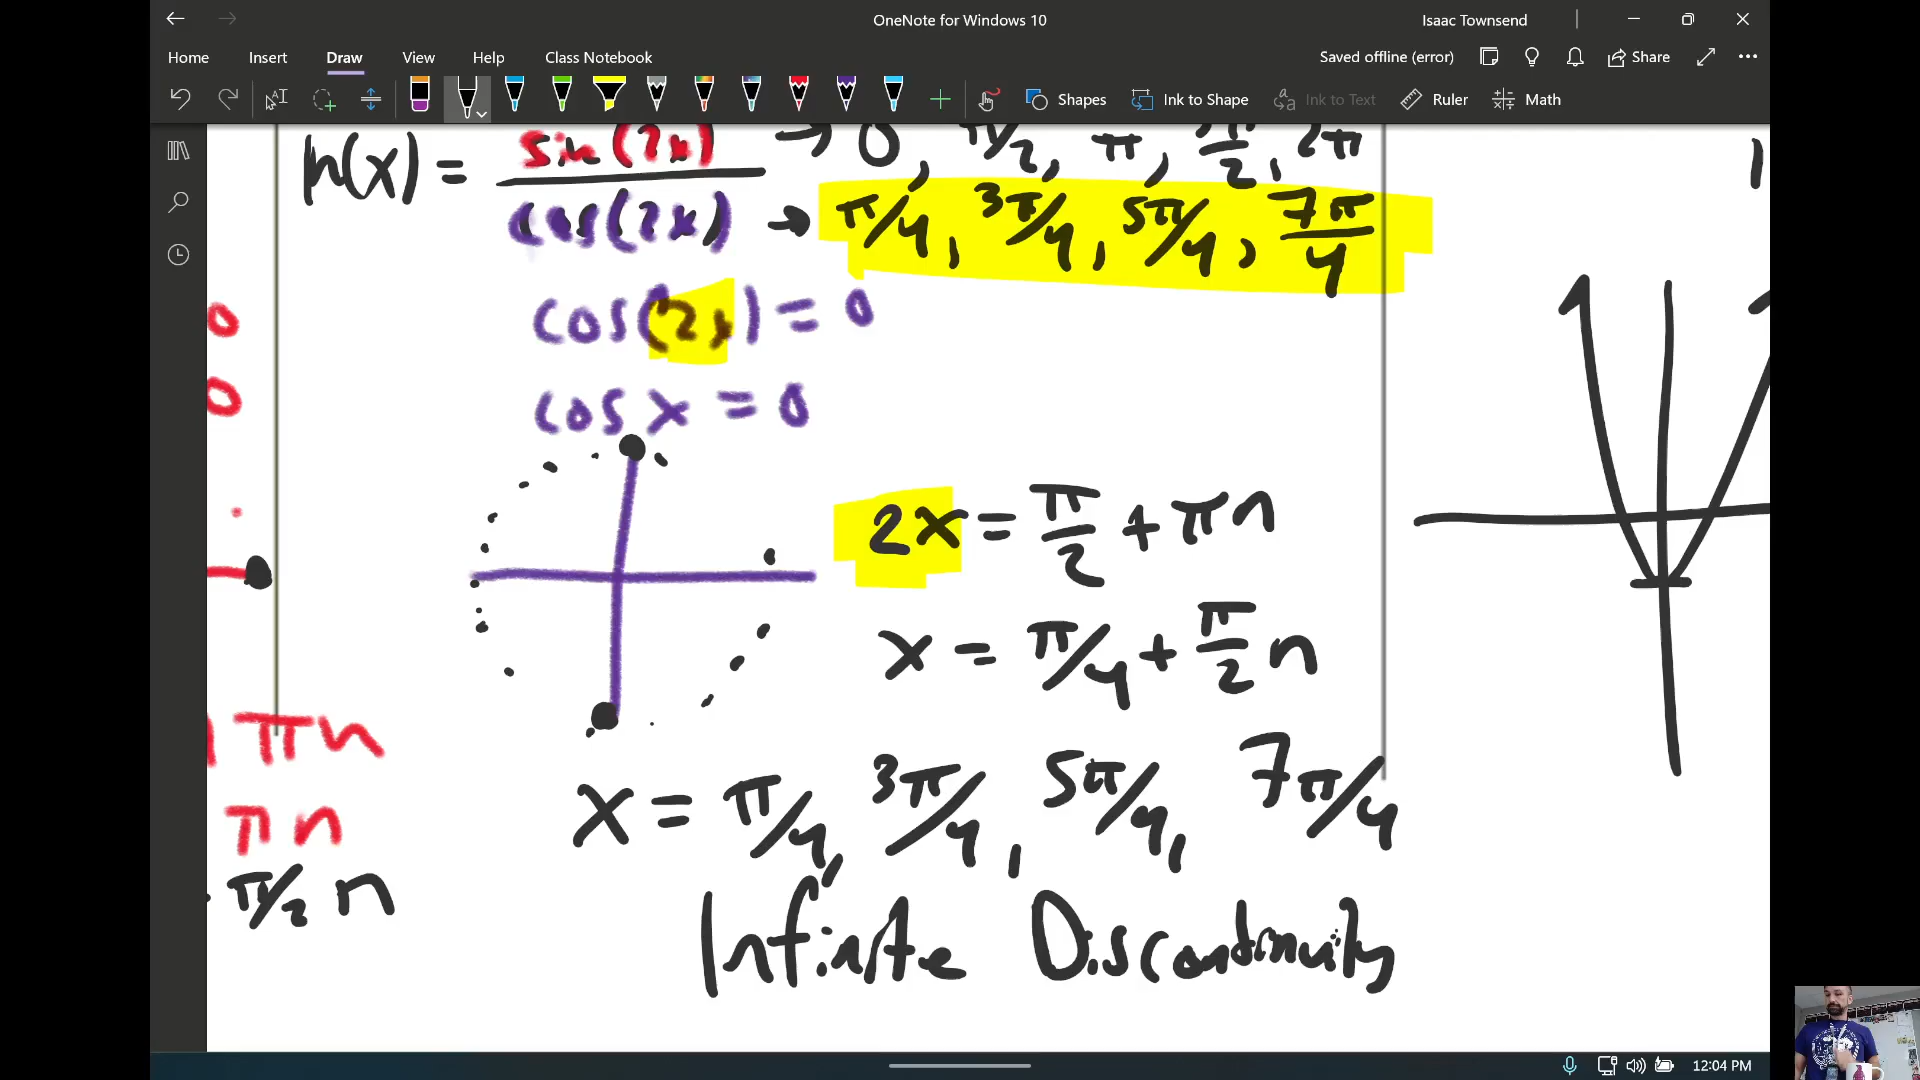 OneNote for Windows 10
Isaac Townsend
Home Insert Draw View Help Class Notebook
Saved offline (error) Share
Shapes Ink to Shape Ink to Text Ruler Math
h(x) = sin(2x) / cos(2x) → 0, π/2, π, 3π/2, 2π
→ π/4, 3π/4, 5π/4, 7π/4
cos(2x) = 0
cos x = 0
2x = π/2 + πn
x = π/4 + π/2 n
x = π/4, 3π/4, 5π/4, 7π/4
Infinite Discontinuity
0
0
πn
πn
π/2 n
12:04 PM